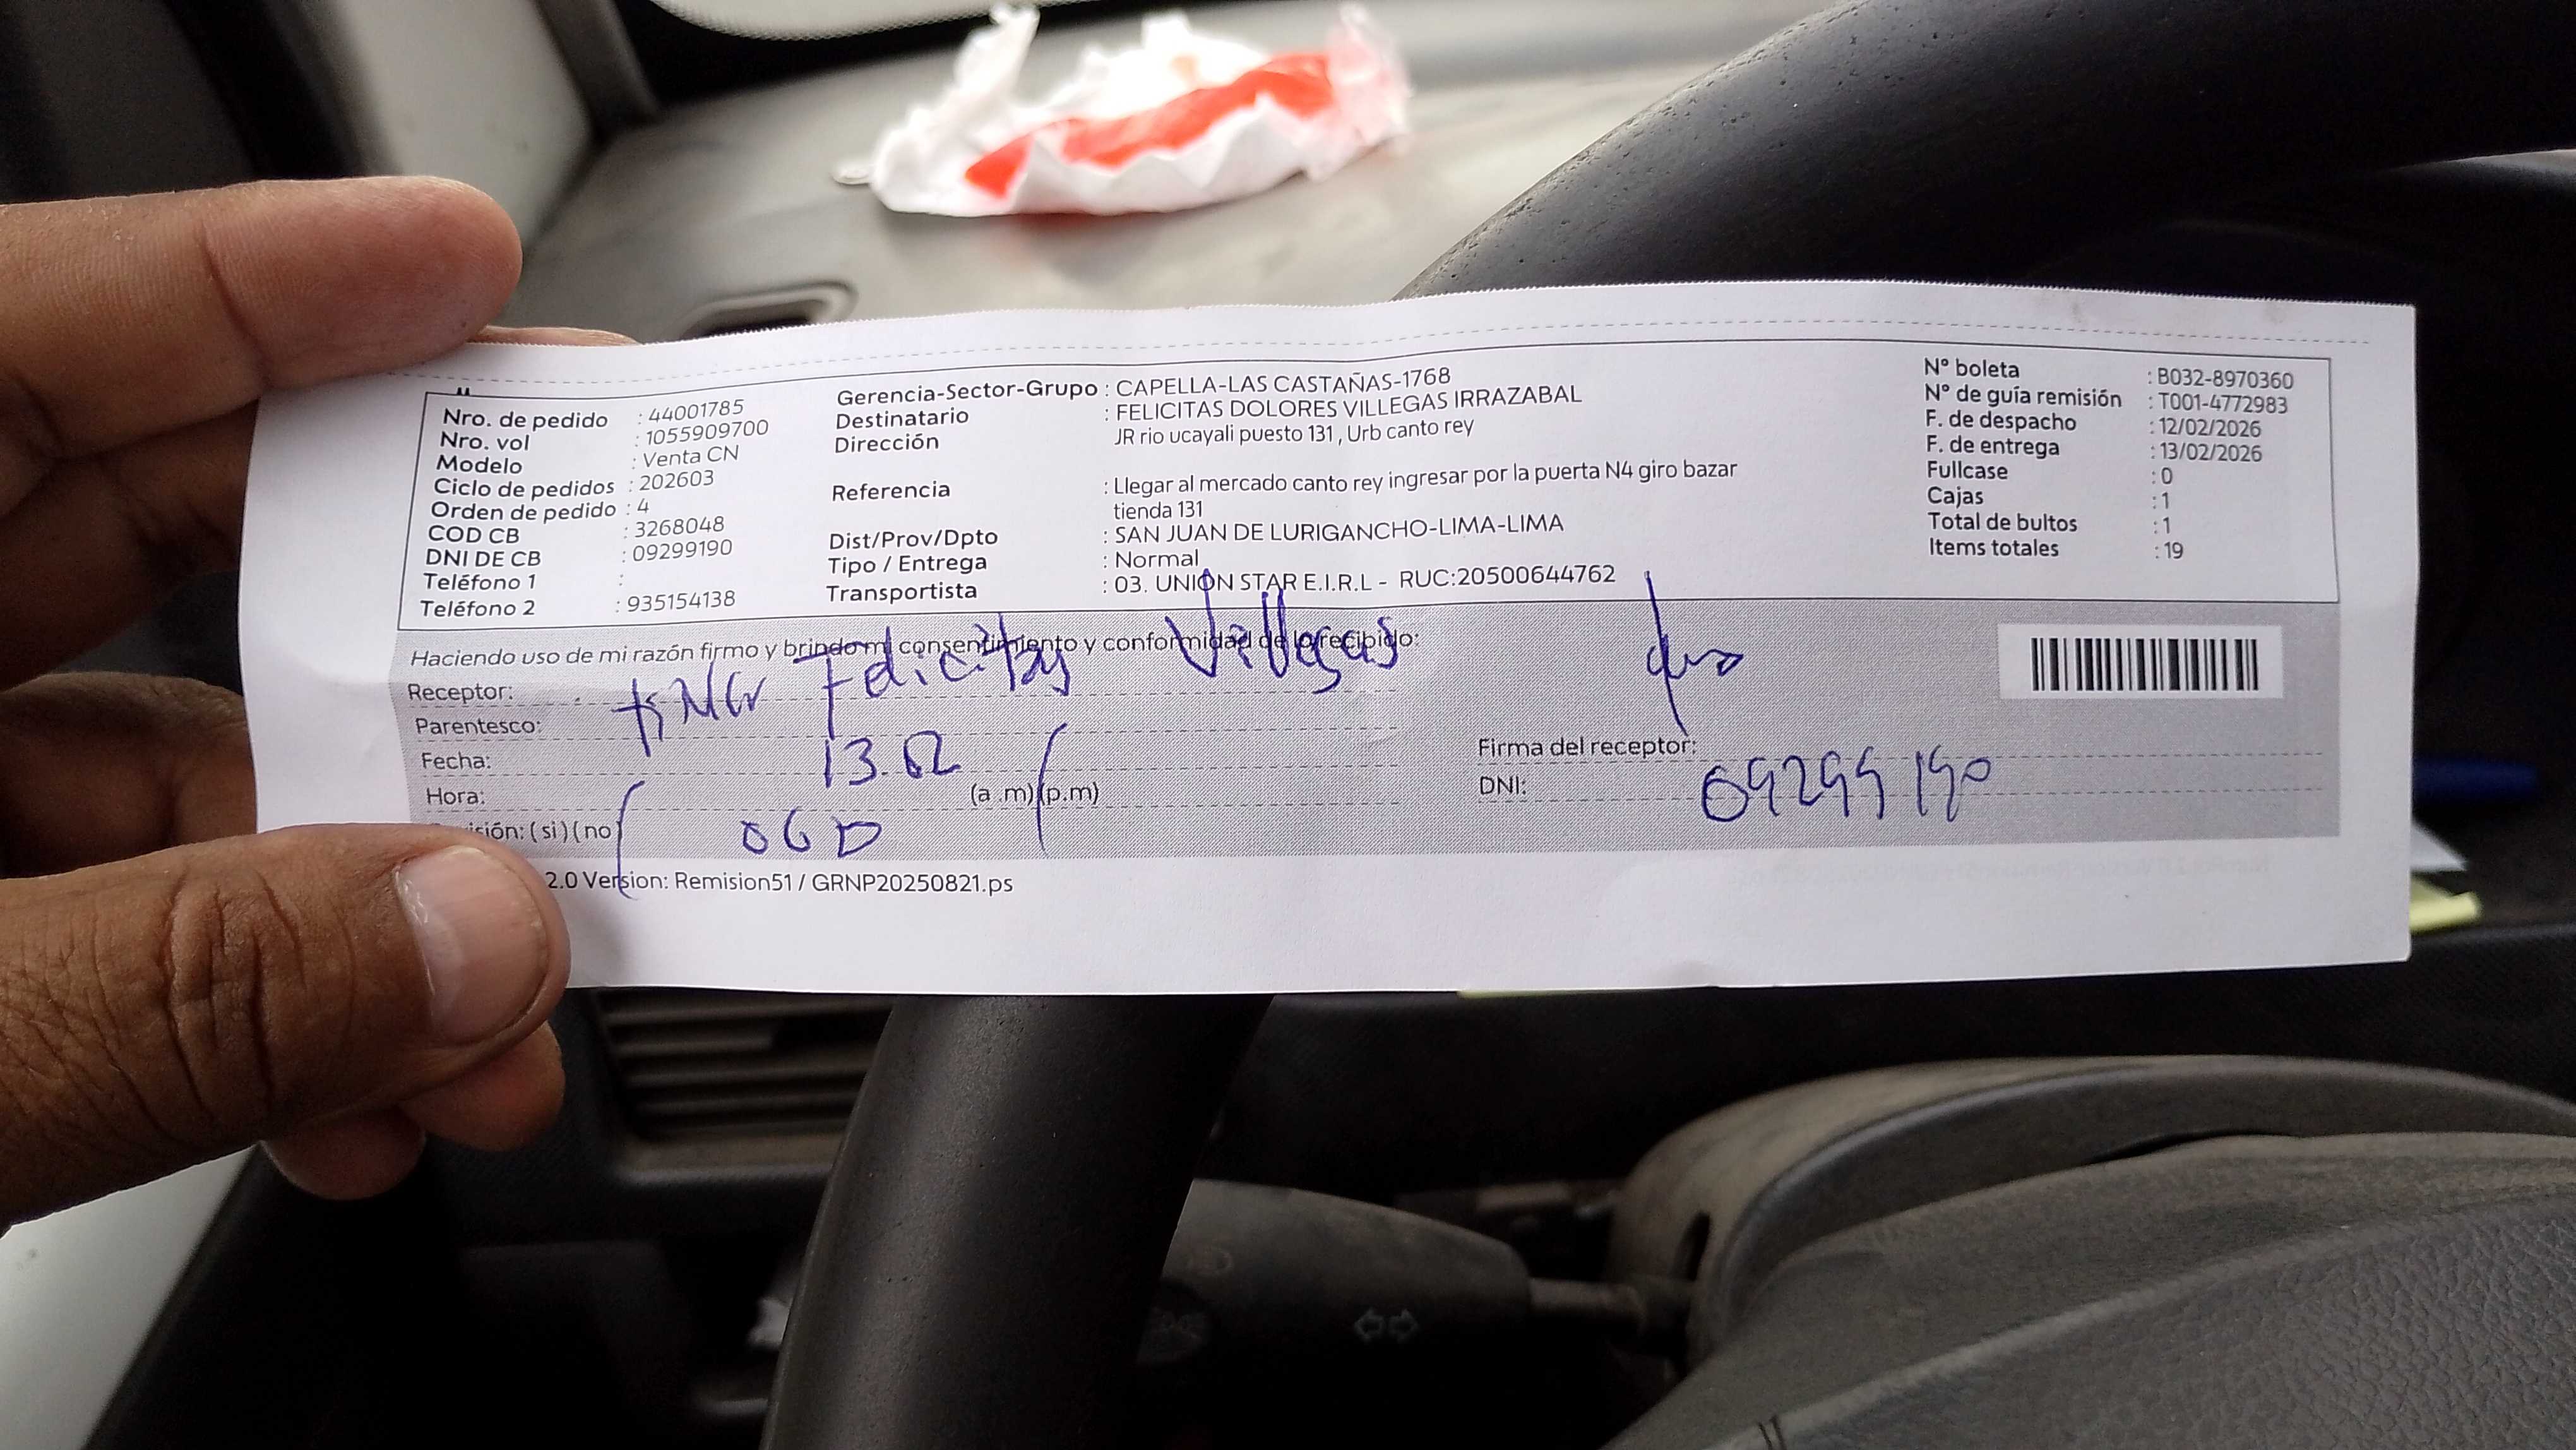 Nro. de pedido : 44001785
Nro. vol : 1055909700
Modelo : Venta CN
Ciclo de pedidos : 202603
Orden de pedido : 4
COD CB : 3268048
DNI DE CB : 09299190
Teléfono 1 :
Teléfono 2 : 935154138
Gerencia-Sector-Grupo : CAPELLA-LAS CASTAÑAS-1768
Destinatario : FELICITAS DOLORES VILLEGAS IRRAZABAL
Dirección JR rio ucayali puesto 131 , Urb canto rey
Referencia : Llegar al mercado canto rey ingresar por la puerta N4 giro bazar
tienda 131
Dist/Prov/Dpto : SAN JUAN DE LURIGANCHO-LIMA-LIMA
Tipo / Entrega : Normal
Transportista : 03. UNION STAR E.I.R.L - RUC:20500644762
Nº boleta : B032-8970360
Nº de guía remisión : T001-4772983
F. de despacho : 12/02/2026
F. de entrega : 13/02/2026
Fullcase : 0
Cajas : 1
Total de bultos : 1
Items totales : 19
Haciendo uso de mi razón firmo y brindo mi consentimiento y conformidad de lo recibido:
Receptor: Felicitas Villegas
Parentesco:
Fecha: 13.02
Hora: (a .m) (p.m)
(si) (no
Firma del receptor:
DNI: 09299190
2.0 Version: Remision51 / GRNP20250821.ps